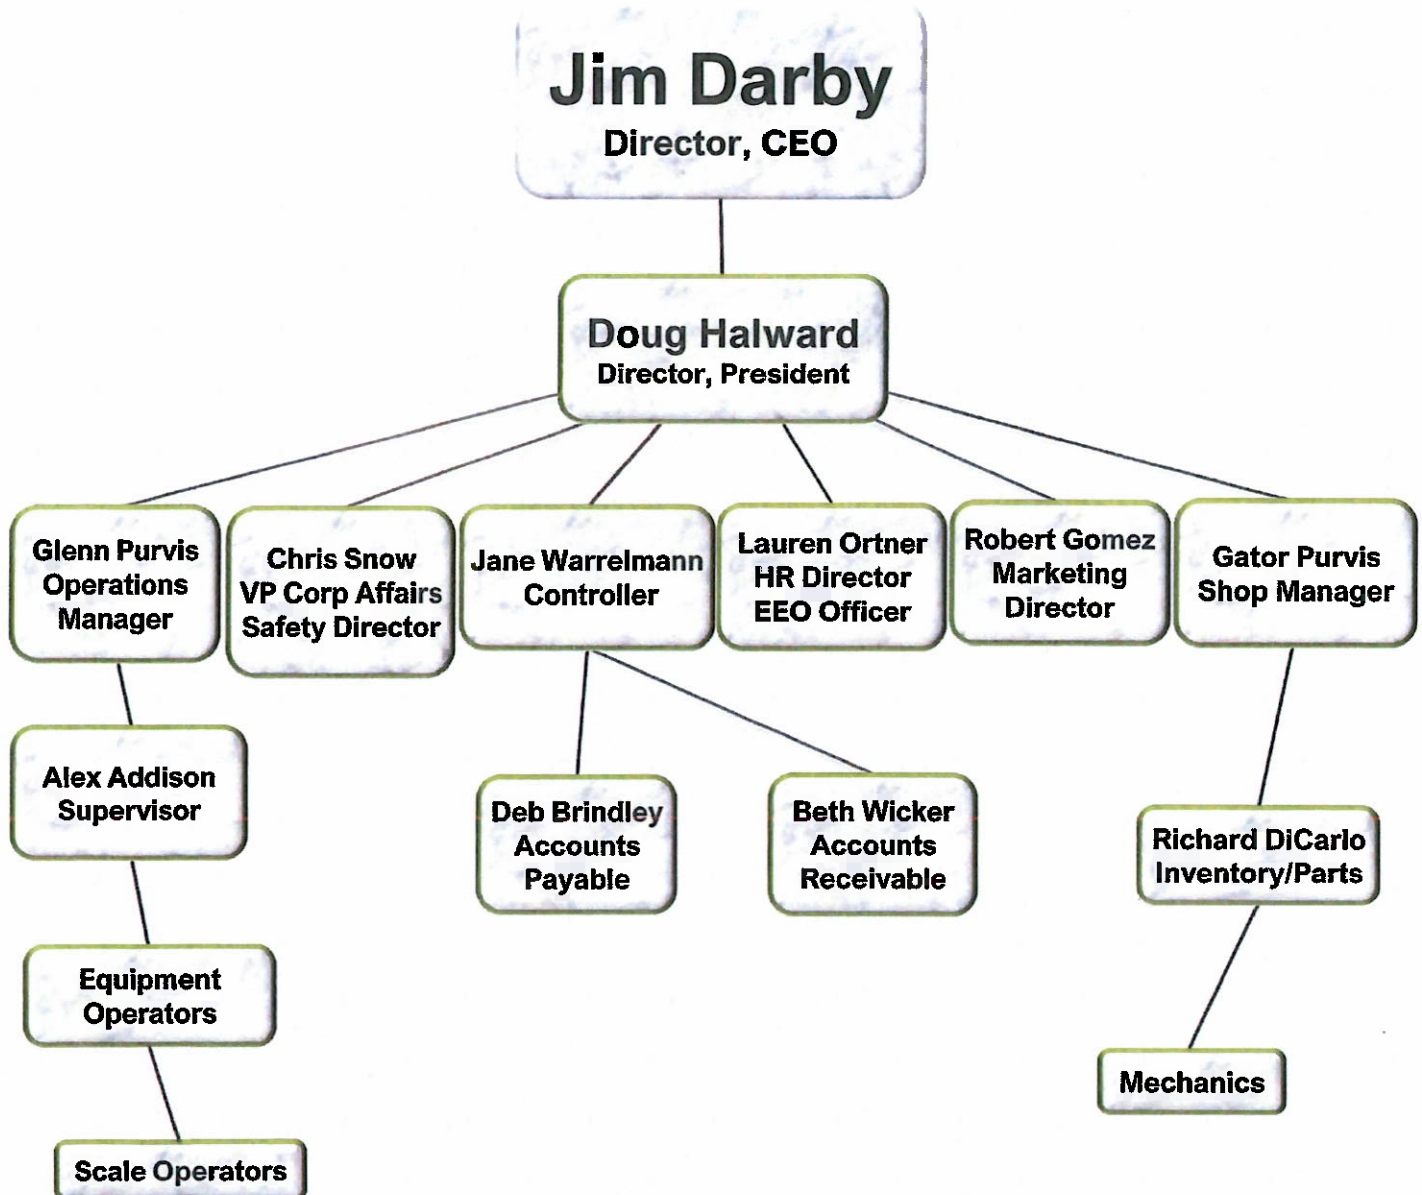 Jim Darby
Director, CEO
Doug Halward
Director, President
Glenn Purvis
Operations
Manager
Chris Snow
VP Corp Affairs
Safety Director
Jane Warrelmann
Controller
Lauren Ortner
HR Director
EEO Officer
Robert Gomez
Marketing
Director
Gator Purvis
Shop Manager
Alex Addison
Supervisor
Deb Brindley
Accounts
Payable
Beth Wicker
Accounts
Receivable
Richard DiCarlo
Inventory/Parts
Equipment
Operators
Mechanics
Scale Operators